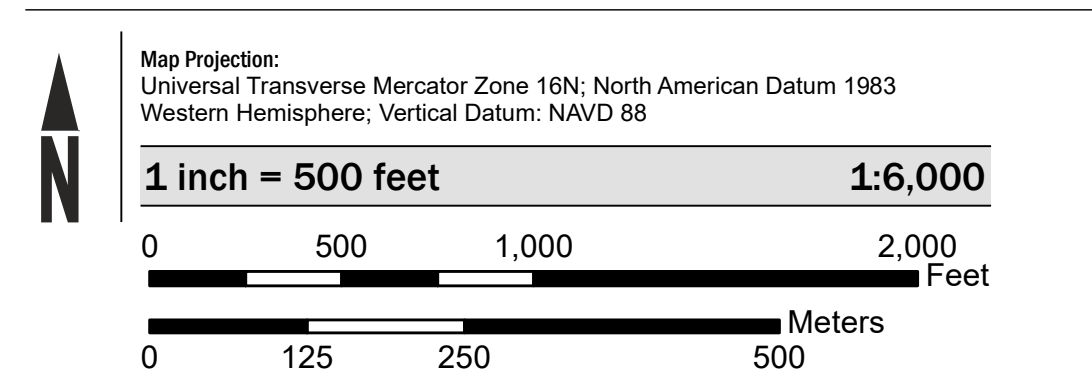 Map Projection:
Universal Transverse Mercator Zone 16N; North American Datum 1983
Western Hemisphere; Vertical Datum: NAVD 88
N
1 inch = 500 feet 1:6,000
0 500 1,000 2,000
Feet
Meters
0 125 250 500